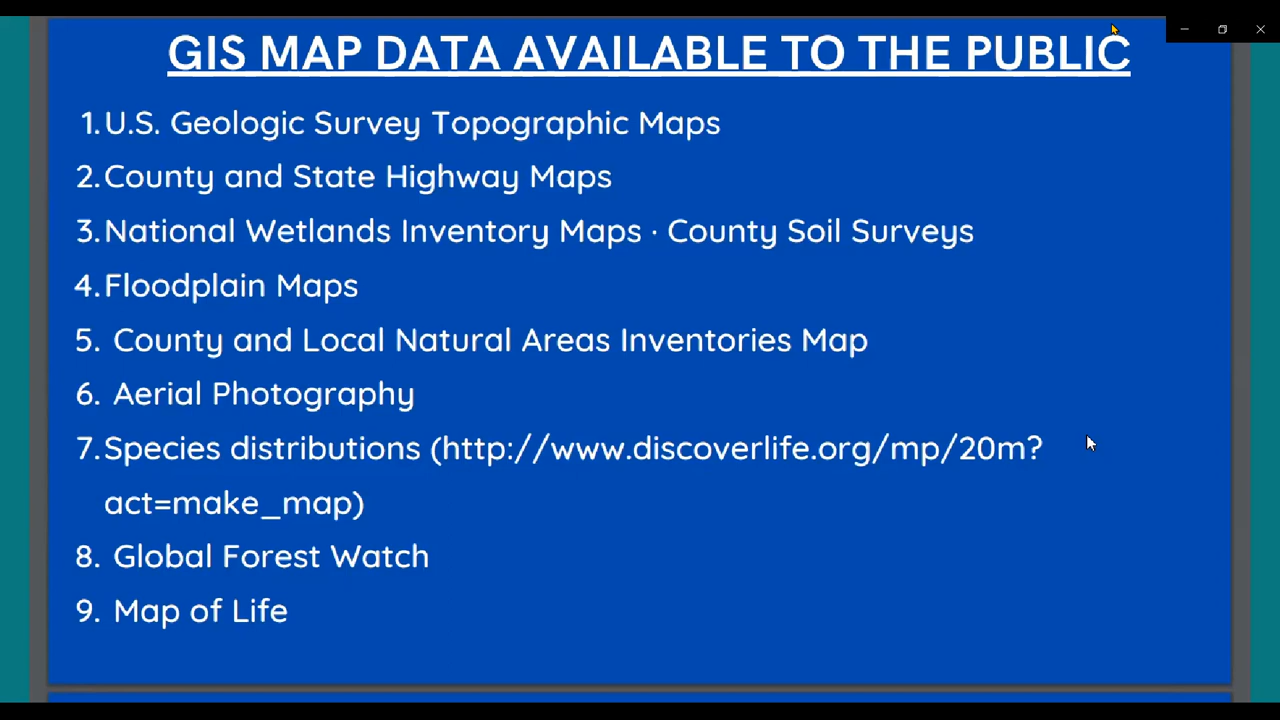 GIS MAP DATA AVAILABLE TO THE PUBLIC
1. U.S. Geologic Survey Topographic Maps
2. County and State Highway Maps
3. National Wetlands Inventory Maps · County Soil Surveys
4. Floodplain Maps
5. County and Local Natural Areas Inventories Map
6. Aerial Photography
7. Species distributions (http://www.discoverlife.org/mp/20m?
act=make_map)
8. Global Forest Watch
9. Map of Life